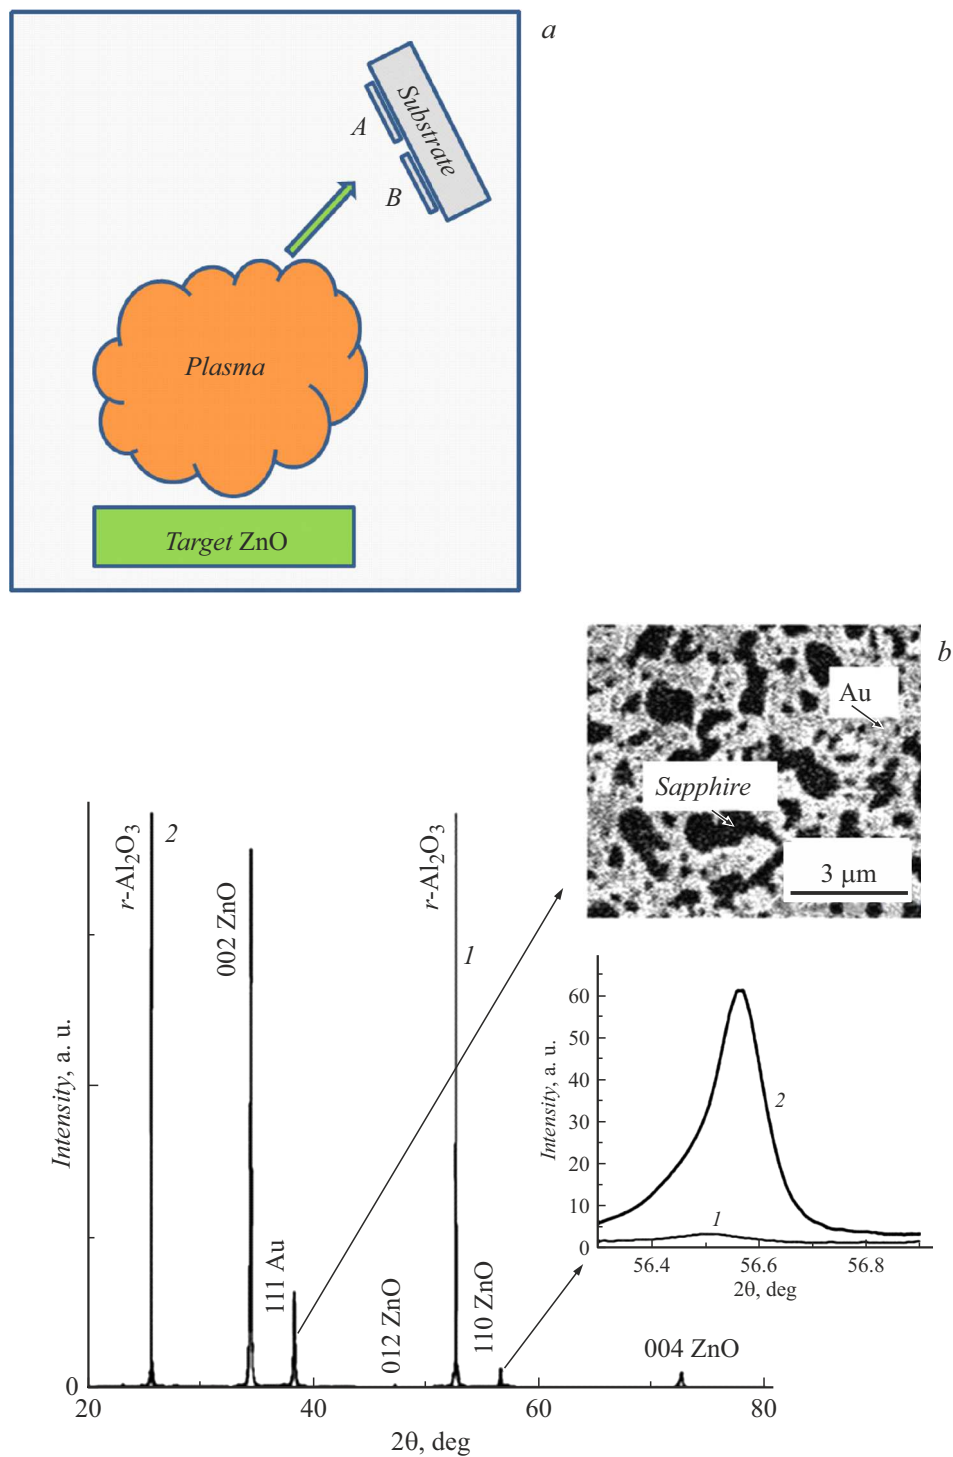 a
Substrate
A
B
Plasma
Target ZnO
b
Au
Sapphire
3 μm
r-Al₂O₃
2
002 ZnO
r-Al₂O₃
1
Intensity, a. u.
111 Au
012 ZnO
110 ZnO
004 ZnO
0
20
40
60
80
2θ, deg
Intensity, a. u.
60
50
40
30
20
10
0
2
1
56.4
56.6
56.8
2θ, deg